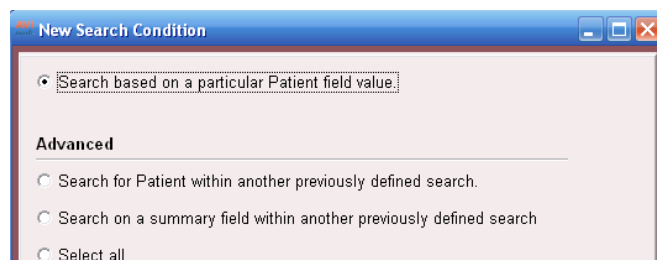 New Search Condition
Search based on a particular Patient field value.
Advanced
Search for Patient within another previously defined search.
Search on a summary field within another previously defined search
Select all